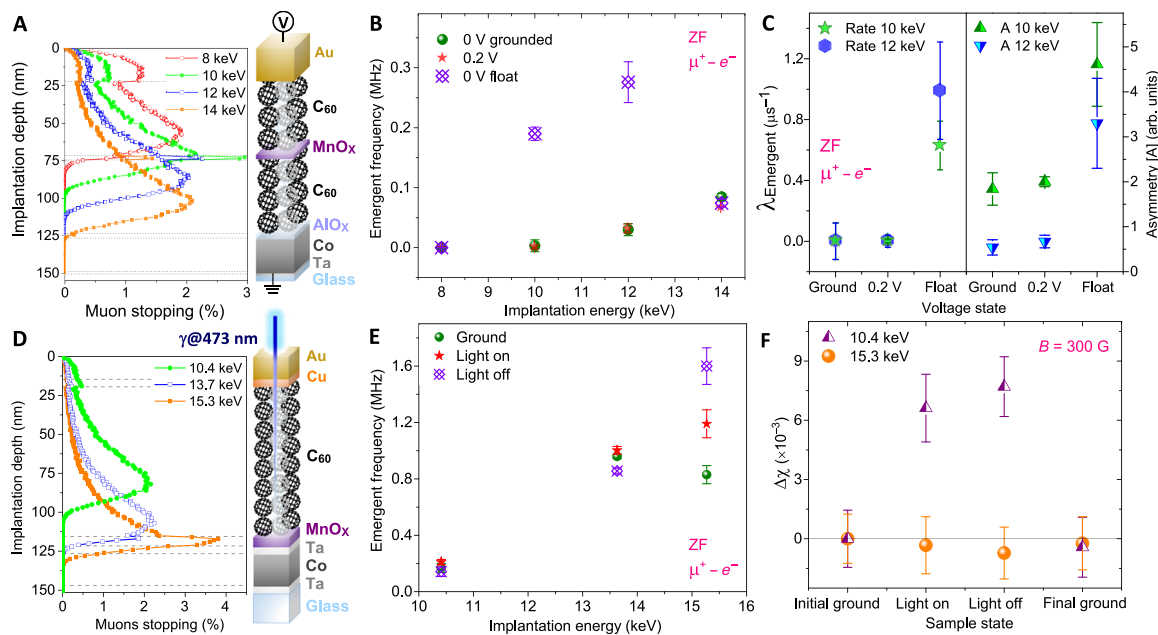 A
0
25
50
75
100
125
150
Implantation depth (nm)
0 1 2 3
Muon stopping (%)
8 keV
10 keV
12 keV
14 keV
V
Au
C60
MnOx
C60
AlOx
Co
Ta
Glass
B
0.3
0.2
0.1
0.0
Emergent frequency (MHz)
8 9 10 11 12 13 14
Implantation energy (keV)
0 V grounded
0.2 V
0 V float
ZF
μ+ – e−
C
Rate 10 keV
Rate 12 keV
A 10 keV
A 12 keV
1.2
0.8
0.4
0.0
λEmergent (μs−1)
5
4
3
2
1
0
Asymmetry |A| (arb. units)
ZF
μ+ – e−
Ground 0.2 V Float Ground 0.2 V Float
Voltage state
D
0
25
50
75
100
125
150
Implantation depth (nm)
0 1 2 3 4
Muons stopping (%)
10.4 keV
13.7 keV
15.3 keV
γ@473 nm
Au
Cu
C60
MnOx
Ta
Co
Ta
Glass
E
1.6
1.2
0.8
0.4
0.0
Emergent frequency (MHz)
10 11 12 13 14 15 16
Implantation energy (keV)
Ground
Light on
Light off
ZF
μ+ – e−
F
10.4 keV
15.3 keV
B = 300 G
9
6
3
0
Δχ (×10−3)
Initial ground Light on Light off Final ground
Sample state